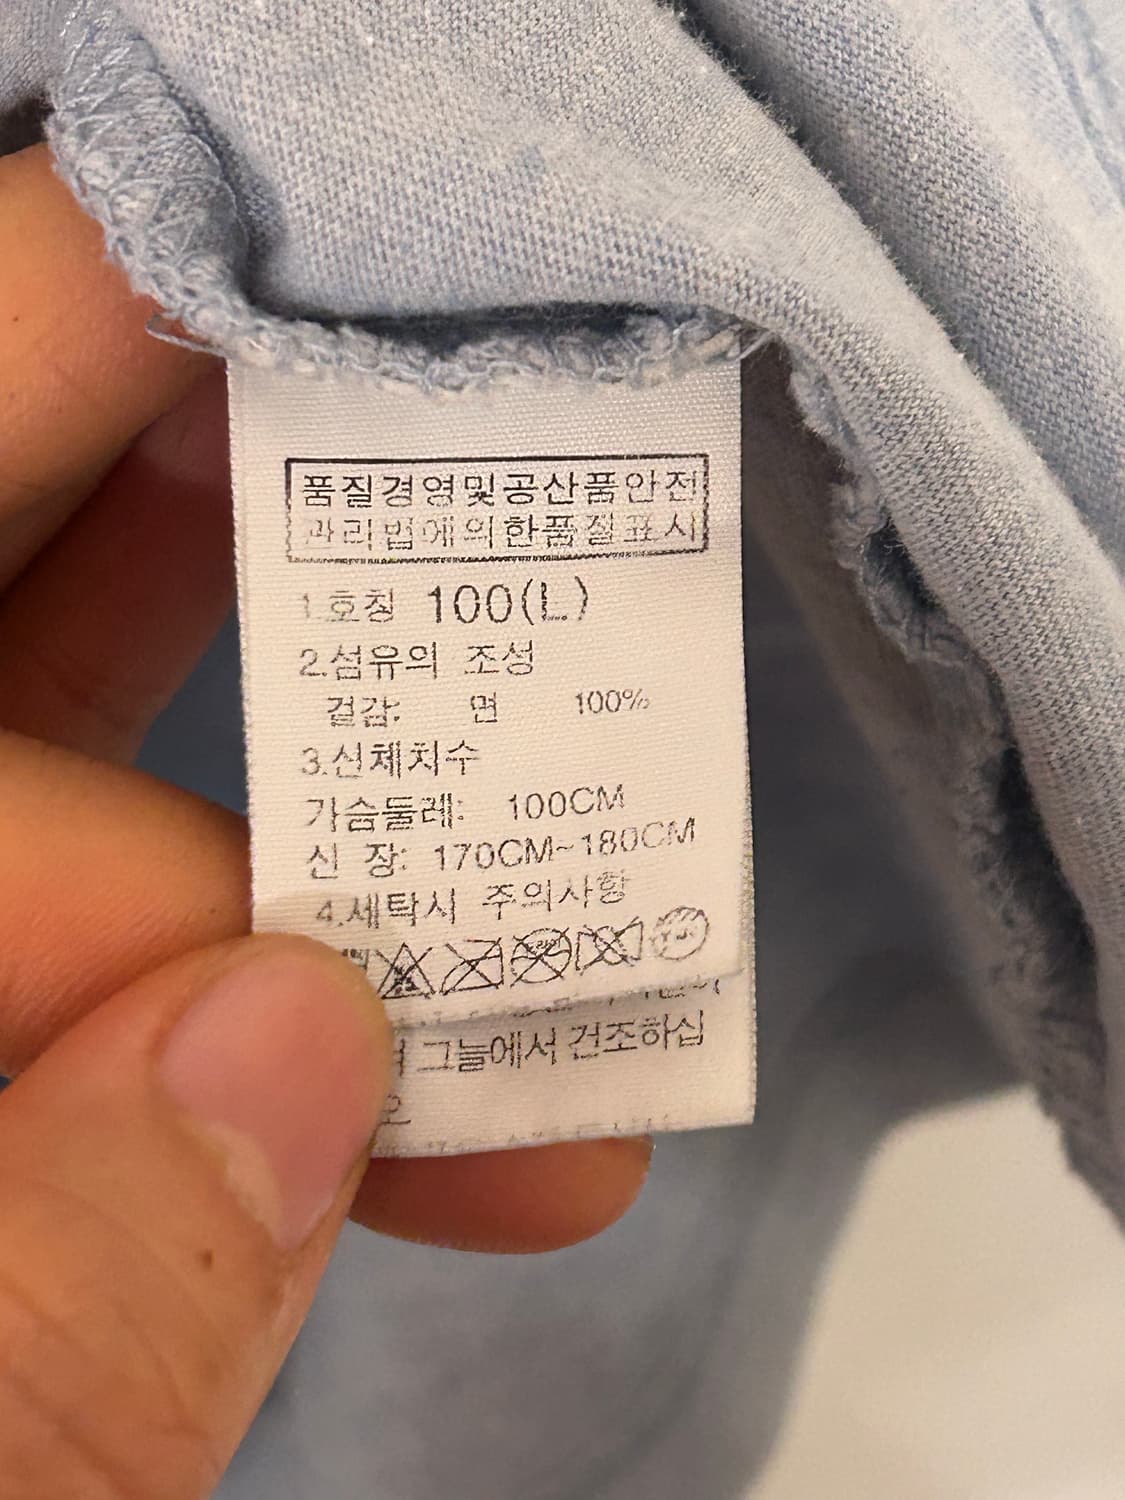 품질경영및공산품안전
관리법에의한품질표시
1.호칭 100(L)
2.섬유의 조성
겉감: 면 100%
3.신체치수
가슴둘레: 100CM
신 장: 170CM~180CM
4.세탁시 주의사항
그늘에서 건조하십
오